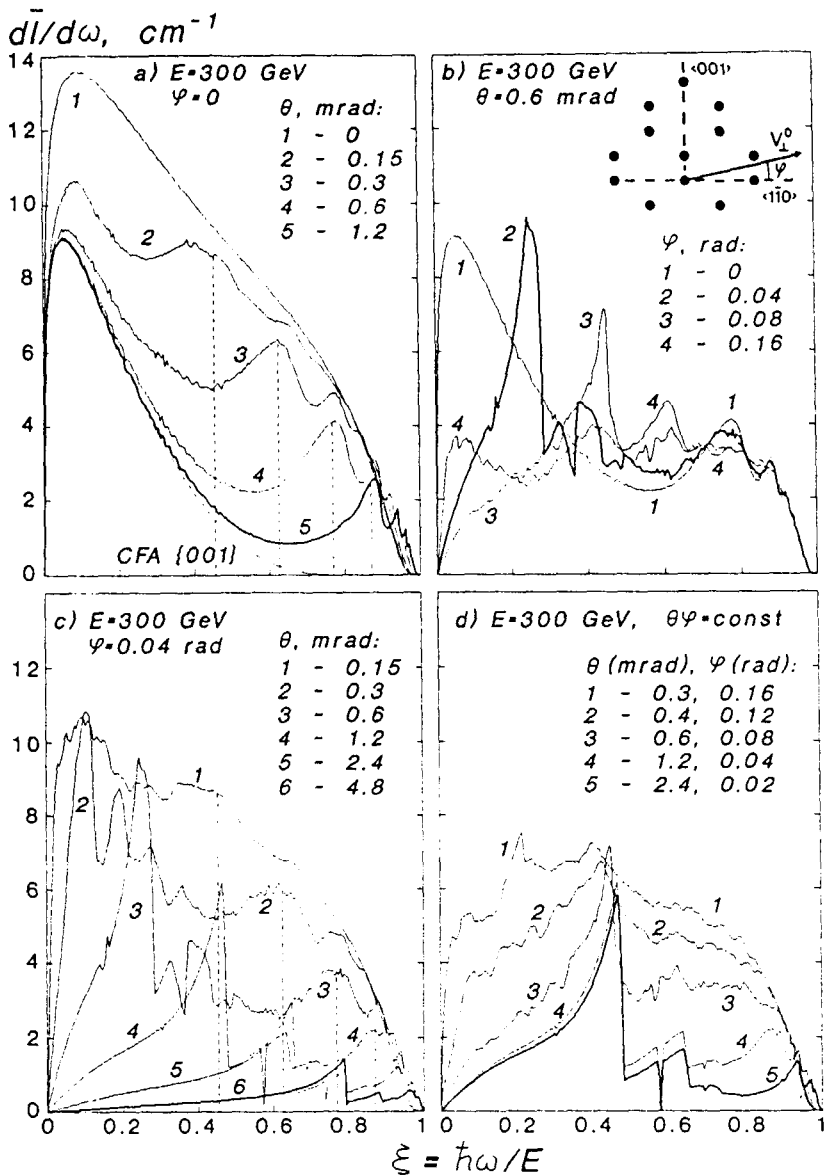 dI̅/dω, cm⁻¹
14
12
10
8
6
4
2
0
a) E=300 GeV
φ=0
θ, mrad:
1 - 0
2 - 0.15
3 - 0.3
4 - 0.6
5 - 1.2
1
2
3
4
5
CFA {001}
b) E=300 GeV
θ=0.6 mrad
⟨001⟩
V⊥⁰
φ
⟨11̅0⟩
φ, rad:
1 - 0
2 - 0.04
3 - 0.08
4 - 0.16
1
2
3
4
1
4
3
1
4
c) E=300 GeV
φ=0.04 rad
θ, mrad:
1 - 0.15
2 - 0.3
3 - 0.6
4 - 1.2
5 - 2.4
6 - 4.8
12
10
8
6
4
2
0
1
2
3
2
4
3
5
4
6
0 0.2 0.4 0.6 0.8 1
d) E=300 GeV, θφ=const
θ (mrad), φ (rad):
1 - 0.3, 0.16
2 - 0.4, 0.12
3 - 0.6, 0.08
4 - 1.2, 0.04
5 - 2.4, 0.02
1
2
1
3
2
4
3
4
5
0.2 0.4 0.6 0.8 1
ξ = ħω/E